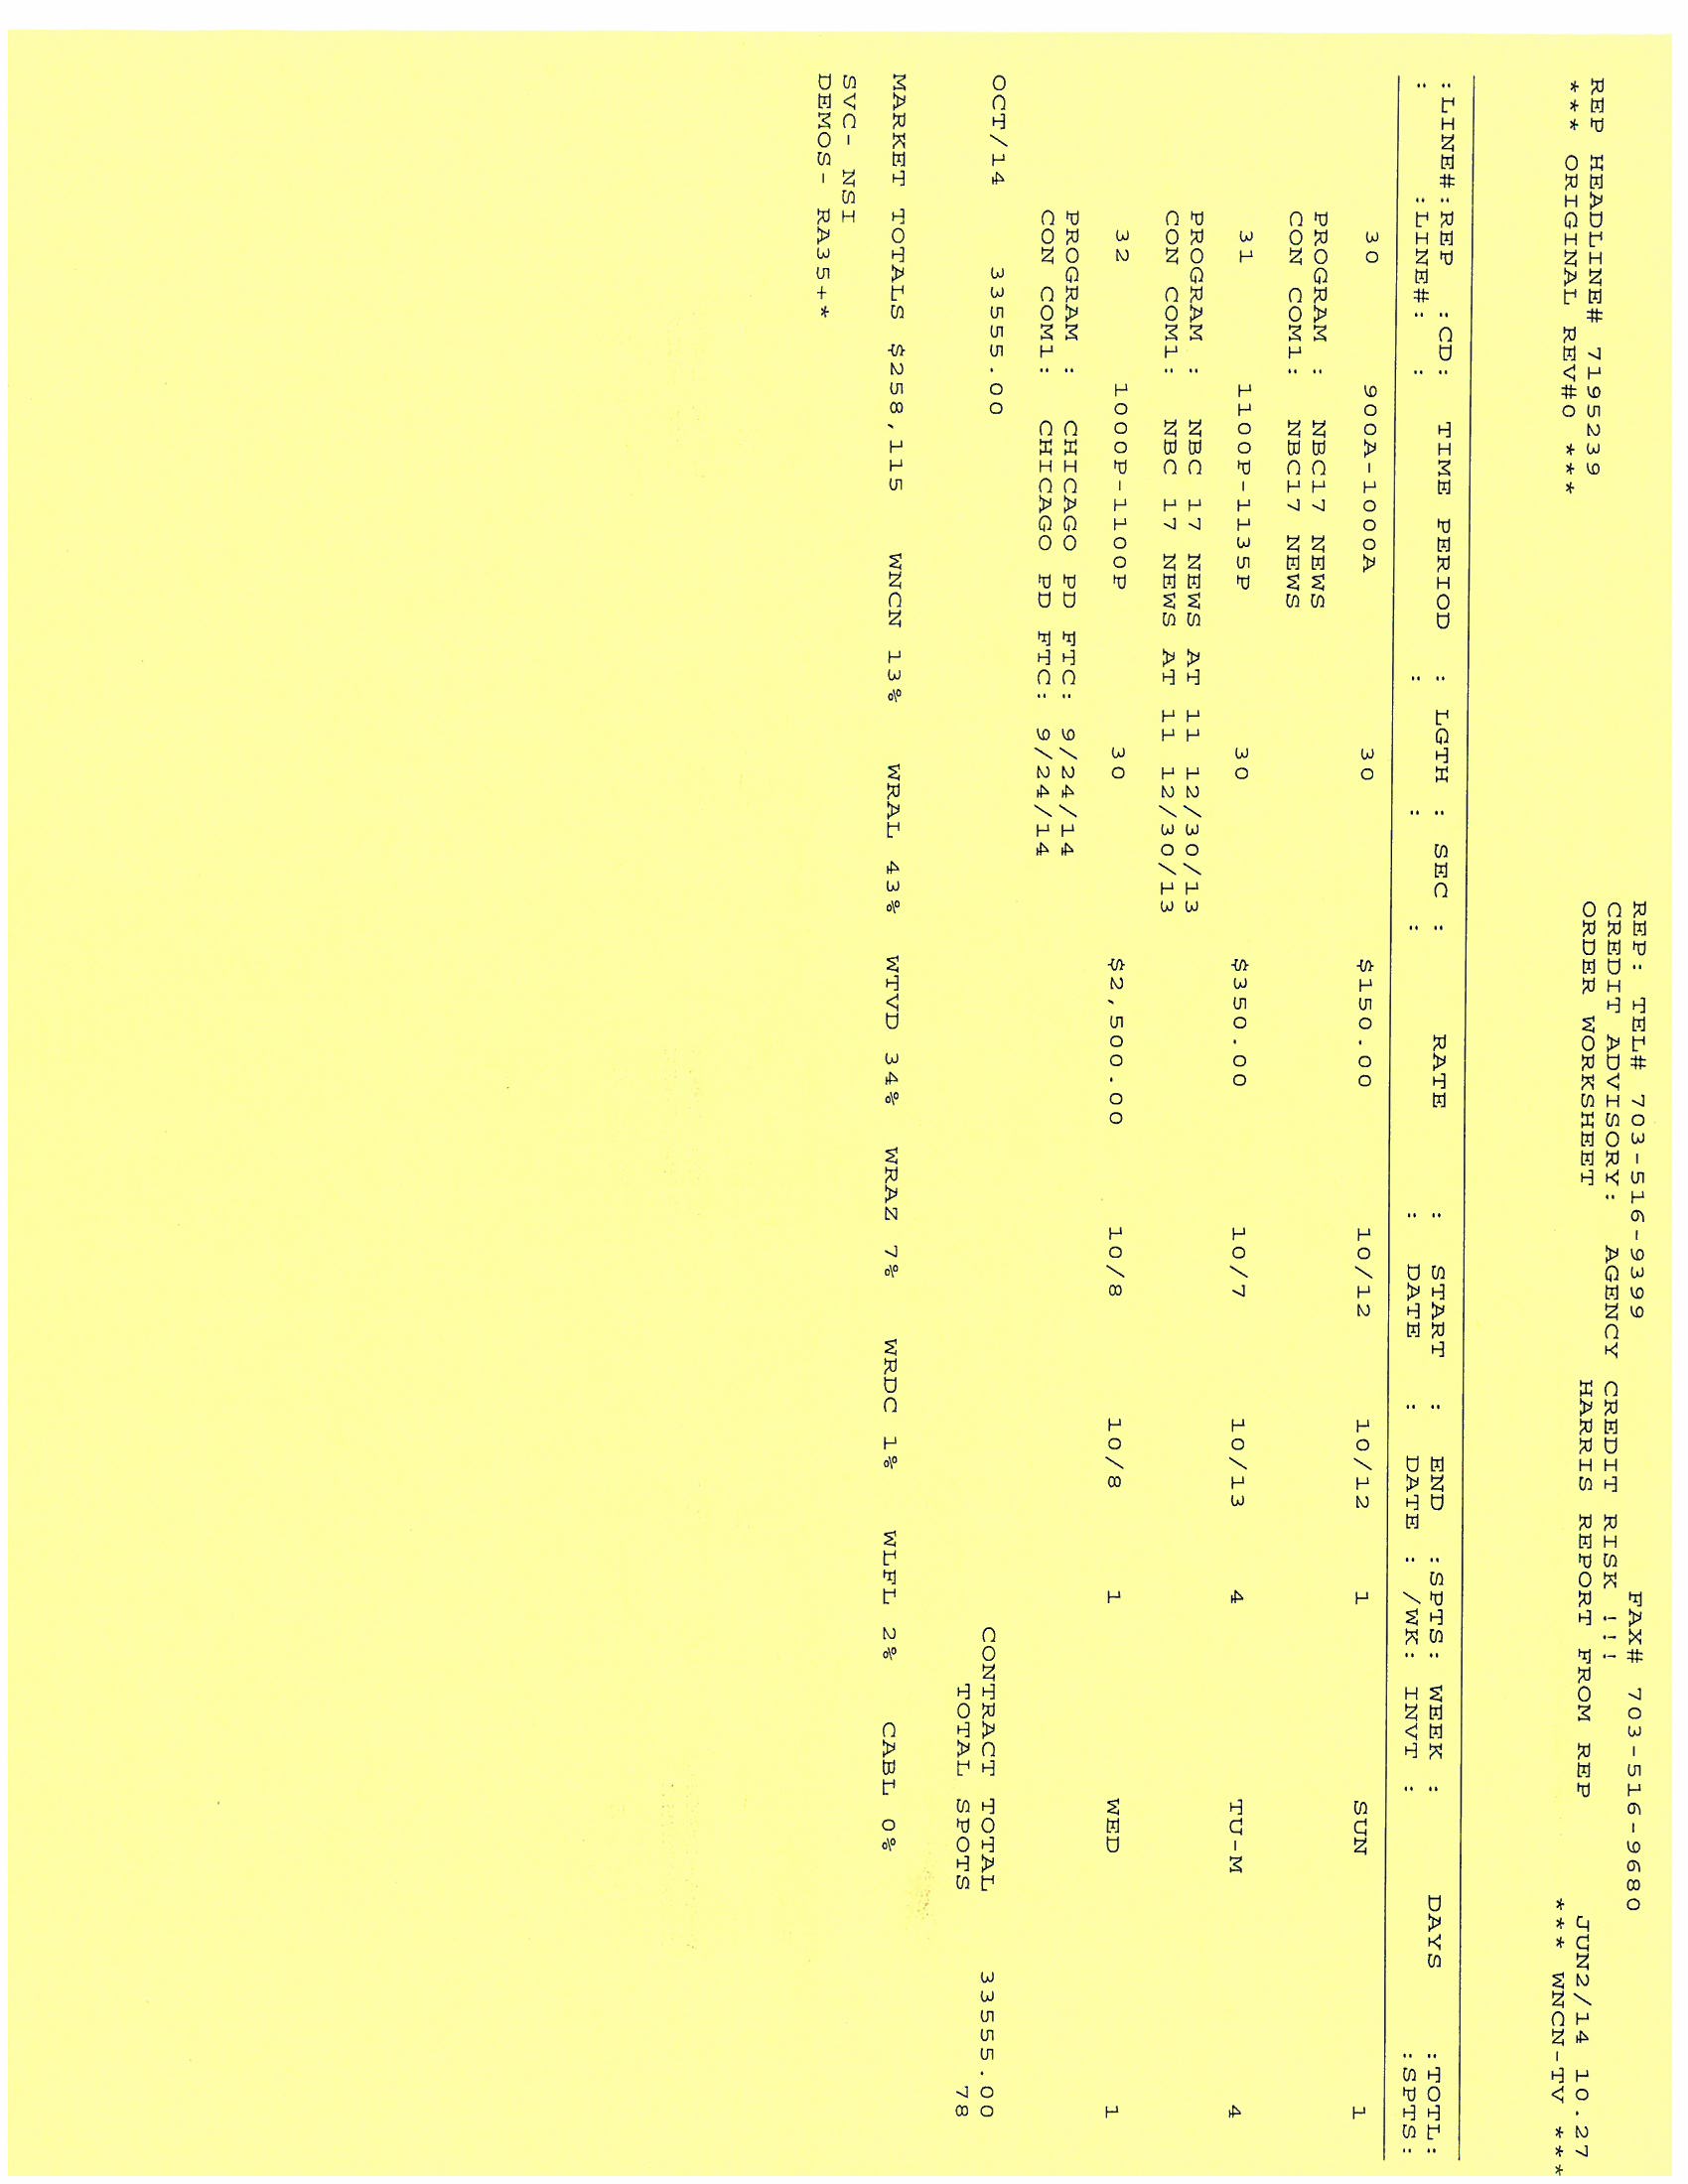 REP: TEL# 703-516-9399 FAX# 703-516-9680
CREDIT ADVISORY: AGENCY CREDIT RISK !!!
REP HEADLINE# 7195239 ORDER WORKSHEET HARRIS REPORT FROM REP JUN2/14 10.27
*** ORIGINAL REV#0 *** *** WNCN-TV ***
:LINE#:REP :CD: TIME PERIOD : LGTH : SEC : RATE : START : END :SPTS: WEEK : DAYS :TOTL:
: :LINE#: : : : : : DATE : DATE : /WK: INVT : :SPTS:
30 900A-1000A 30 $150.00 10/12 10/12 1 SUN 1
PROGRAM : NBC17 NEWS
CON COM1: NBC17 NEWS
31 1100P-1135P 30 $350.00 10/7 10/13 4 TU-M 4
PROGRAM : NBC 17 NEWS AT 11 12/30/13
CON COM1: NBC 17 NEWS AT 11 12/30/13
32 1000P-1100P 30 $2,500.00 10/8 10/8 1 WED 1
PROGRAM : CHICAGO PD FTC: 9/24/14
CON COM1: CHICAGO PD FTC: 9/24/14
OCT/14 33555.00 CONTRACT TOTAL 33555.00
TOTAL SPOTS 78
MARKET TOTALS $258,115 WNCN 13% WRAL 43% WTVD 34% WRAZ 7% WRDC 1% WLFL 2% CABL 0%
SVC- NSI
DEMOS- RA35+*